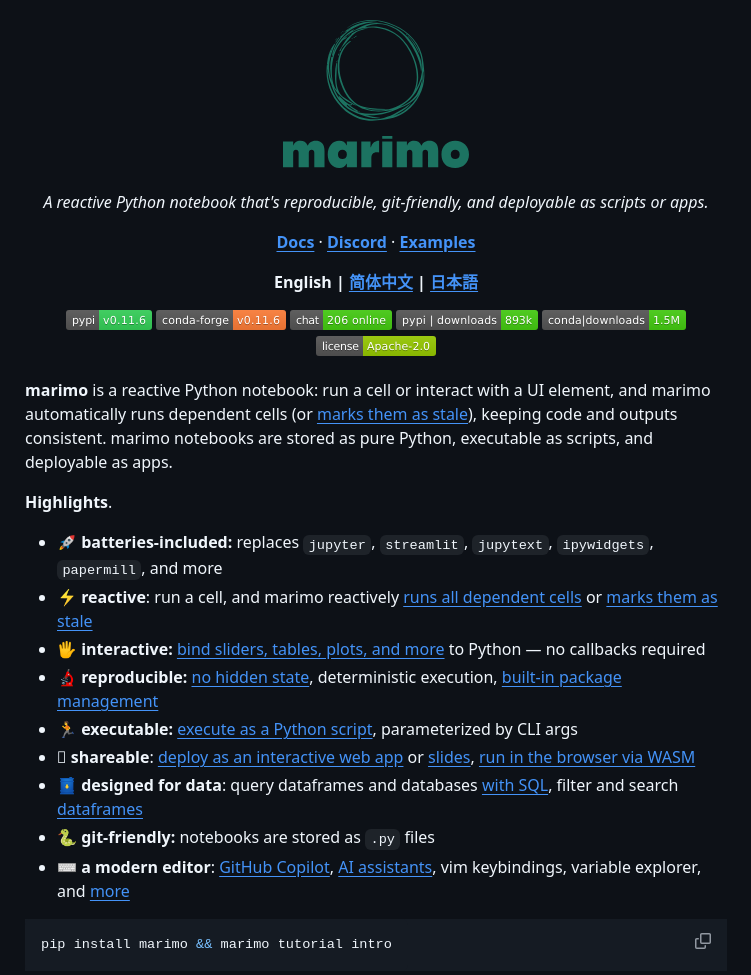 marimo
A reactive Python notebook that's reproducible, git-friendly, and deployable as scripts or apps.
Docs · Discord · Examples
English | 简体中文 | 日本語
pypi v0.11.6 conda-forge v0.11.6 chat 206 online pypi | downloads 893k conda|downloads 1.5M
license Apache-2.0
marimo is a reactive Python notebook: run a cell or interact with a UI element, and marimo
automatically runs dependent cells (or marks them as stale), keeping code and outputs
consistent. marimo notebooks are stored as pure Python, executable as scripts, and
deployable as apps.
Highlights.
• 🚀 batteries-included: replaces jupyter, streamlit, jupytext, ipywidgets,
papermill, and more
• ⚡ reactive: run a cell, and marimo reactively runs all dependent cells or marks them as
stale
• 🖐 interactive: bind sliders, tables, plots, and more to Python — no callbacks required
• 🔬 reproducible: no hidden state, deterministic execution, built-in package
management
• 🏃 executable: execute as a Python script, parameterized by CLI args
• shareable: deploy as an interactive web app or slides, run in the browser via WASM
• designed for data: query dataframes and databases with SQL, filter and search
dataframes
• 🐍 git-friendly: notebooks are stored as .py files
• ⌨️ a modern editor: GitHub Copilot, AI assistants, vim keybindings, variable explorer,
and more
pip install marimo && marimo tutorial intro